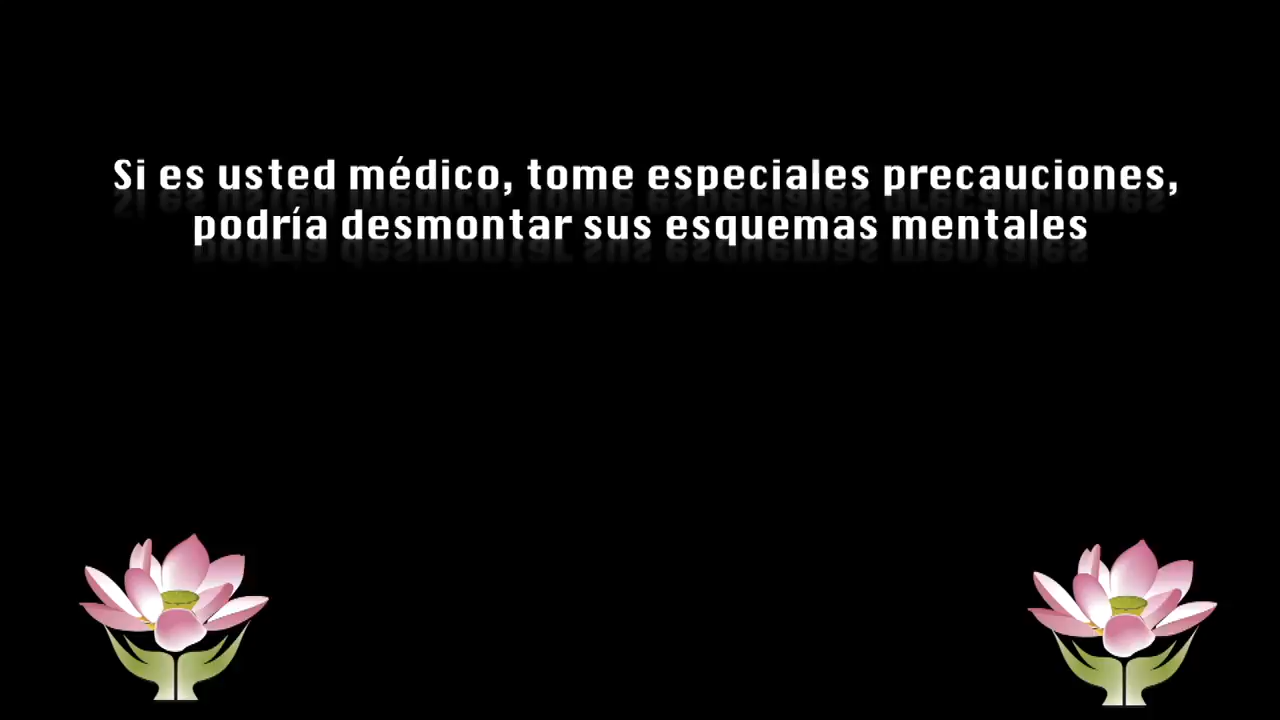 Si es usted médico, tome especiales precauciones,
podría desmontar sus esquemas mentales